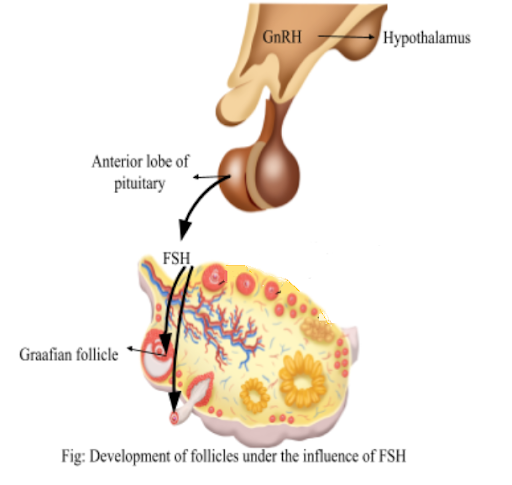 GnRH
Hypothalamus
Anterior lobe of
pituitary
FSH
Graafian follicle
Fig: Development of follicles under the influence of FSH